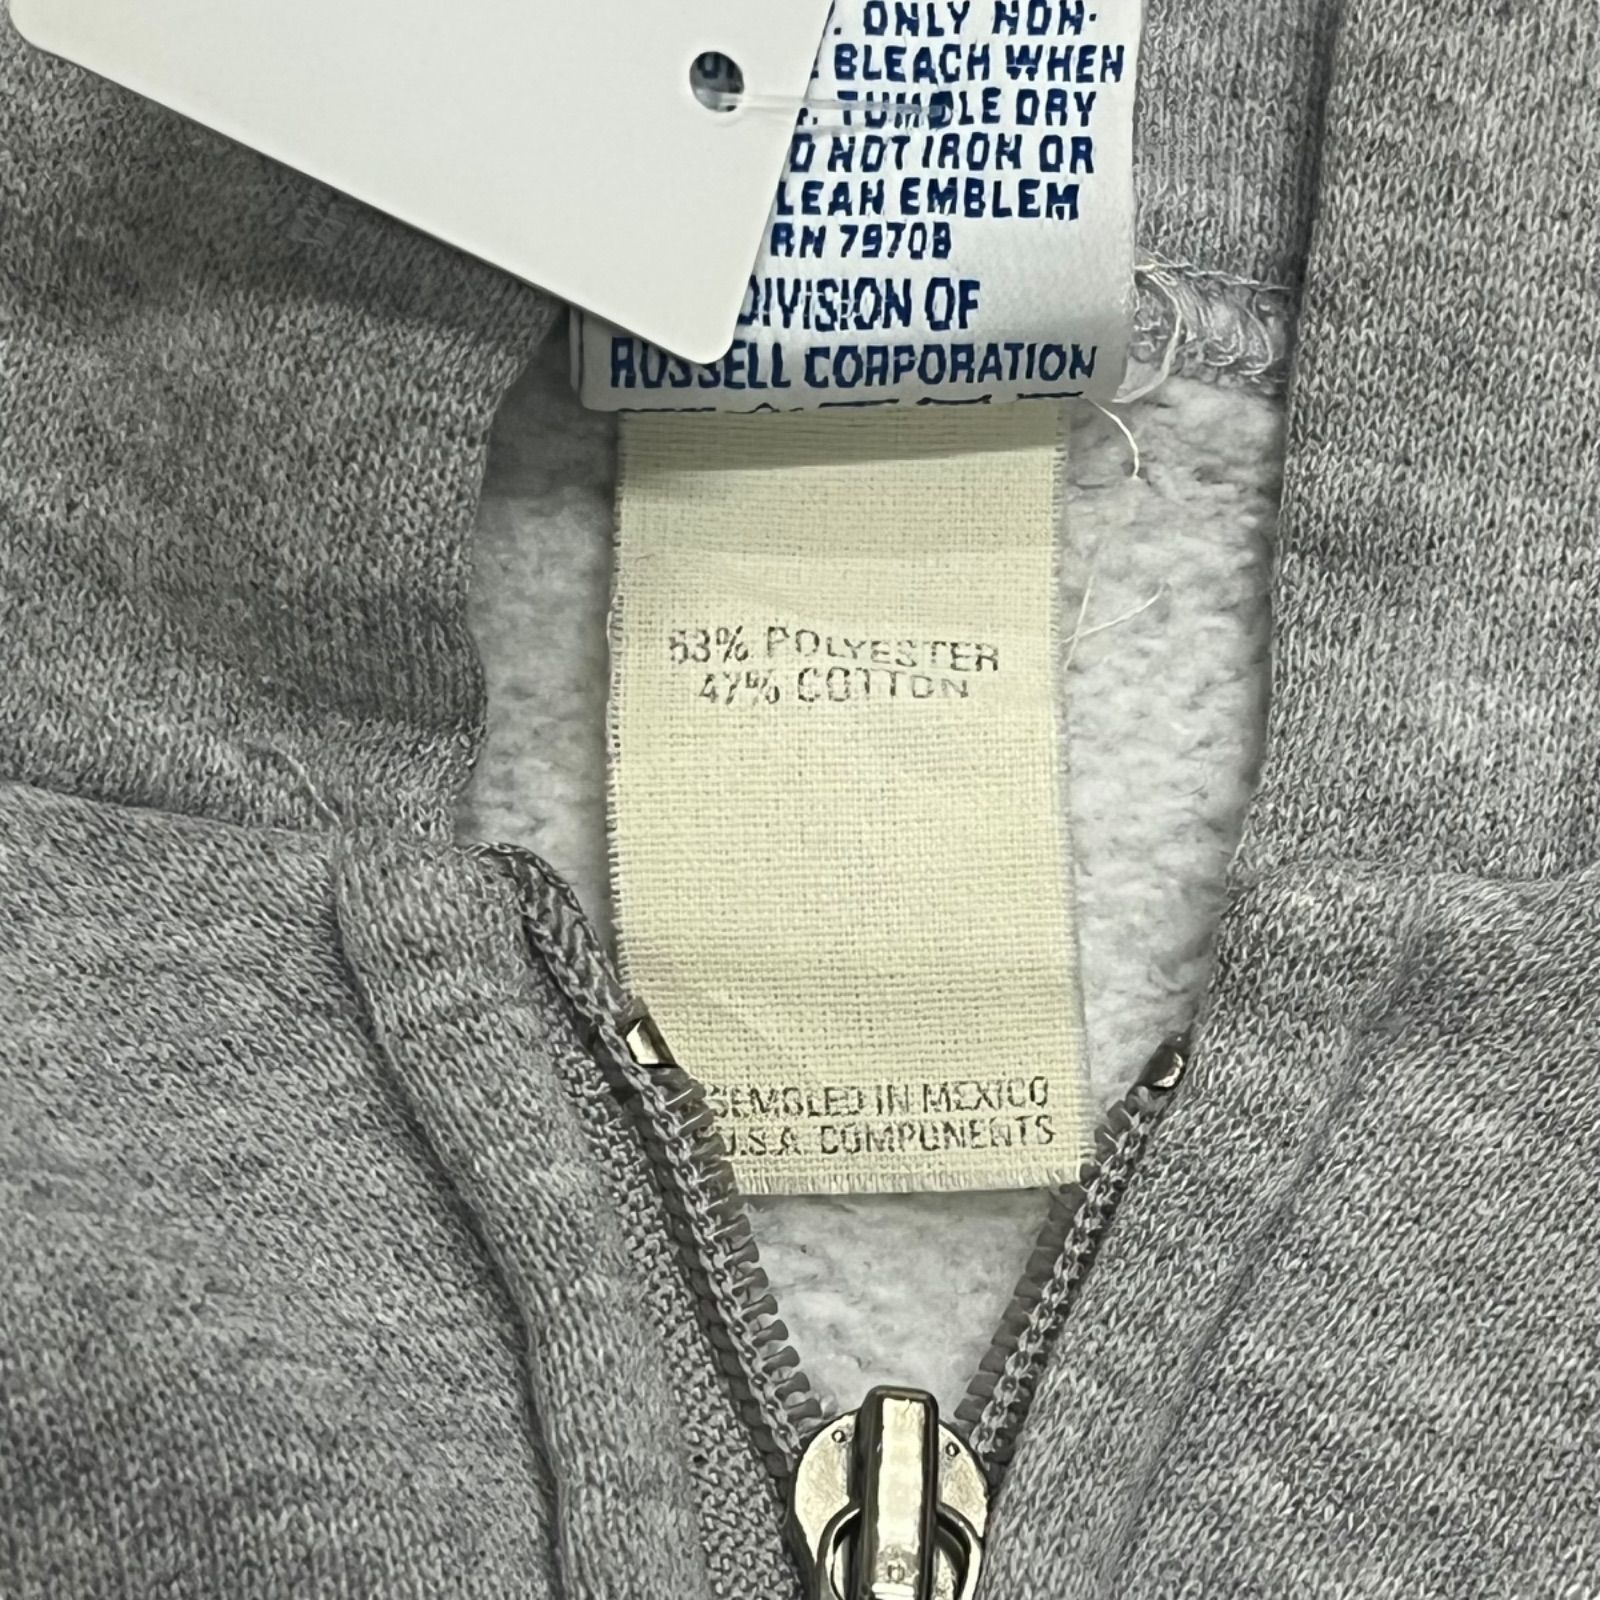 . ONLY NON-
BLEACH WHEN
. TUMBLE DRY
O NOT IRON OR
LEAN EMBLEM
RN 79708
DIVISION OF
RUSSELL CORPORATION
53% POLYESTER
47% COTTON
SEMBLED IN MEXICO
U.S.A. COMPONENTS